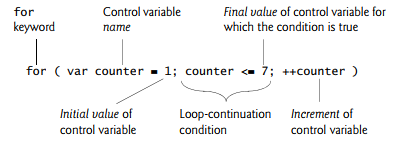 for
keyword
Control variable
name
Final value of control variable for
which the condition is true
for ( var counter = 1; counter <= 7; ++counter )
Initial value of
control variable
Loop-continuation
condition
Increment of
control variable